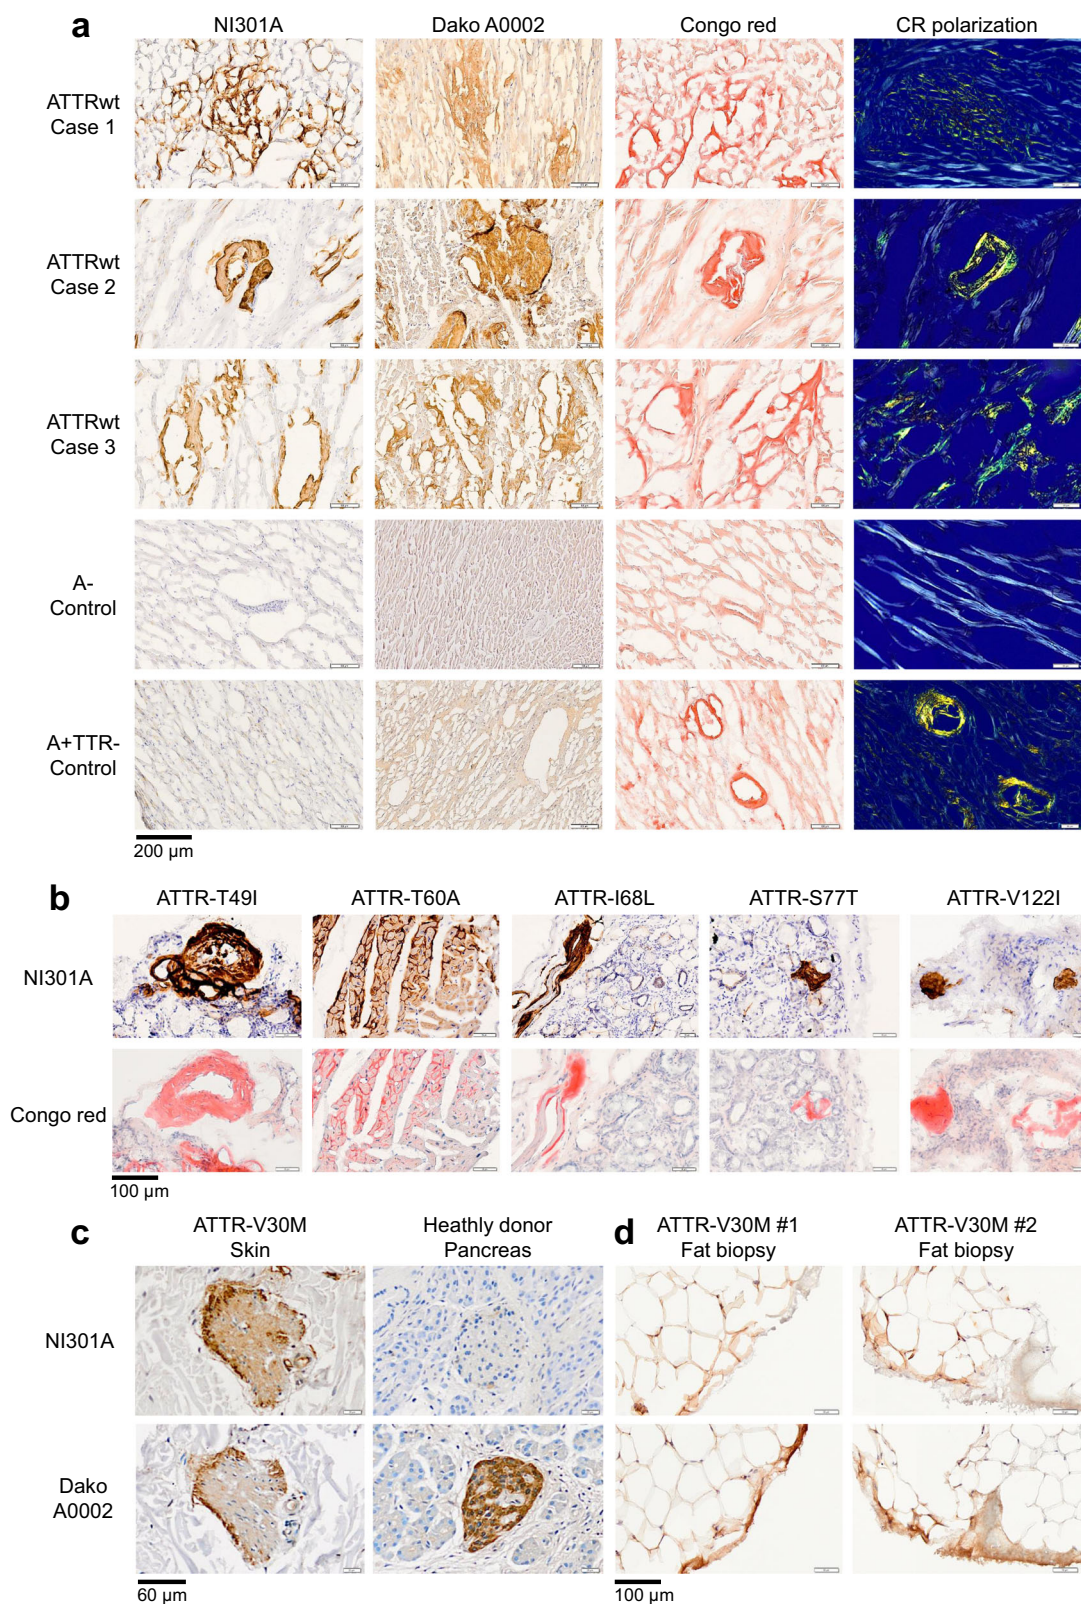 a
NI301A
Dako A0002
Congo red
CR polarization
ATTRwt
Case 1
ATTRwt
Case 2
ATTRwt
Case 3
A-
Control
A+TTR-
Control
200 µm
b
ATTR-T49I
ATTR-T60A
ATTR-I68L
ATTR-S77T
ATTR-V122I
NI301A
Congo red
100 µm
c
ATTR-V30M
Skin
Heathly donor
Pancreas
d
ATTR-V30M #1
Fat biopsy
ATTR-V30M #2
Fat biopsy
NI301A
Dako
A0002
60 µm
100 µm